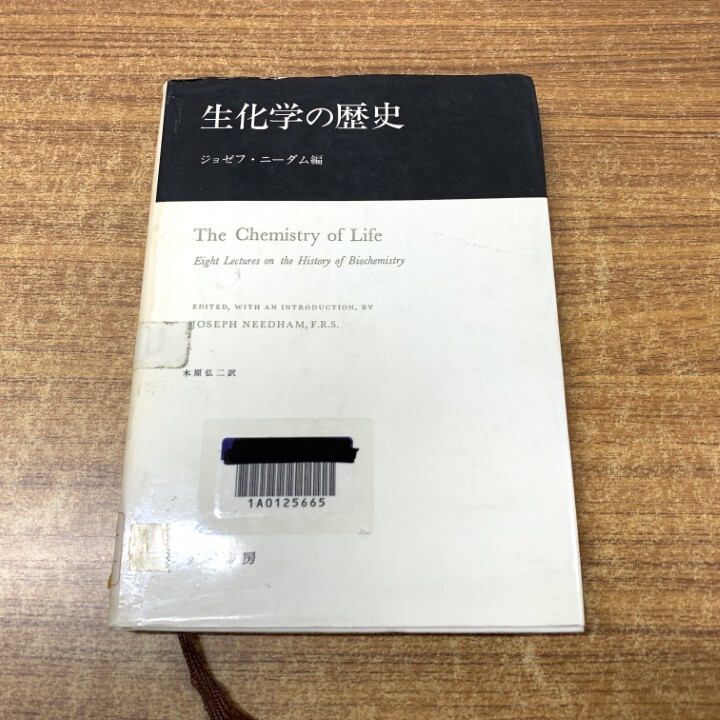 生化学の歴史
ジョゼフ・ニーダム編
The Chemistry of Life
Eight Lectures on the History of Biochemistry
EDITED, WITH AN INTRODUCTION, BY
JOSEPH NEEDHAM, F.R.S.
木原弘二訳
1A0125665
房